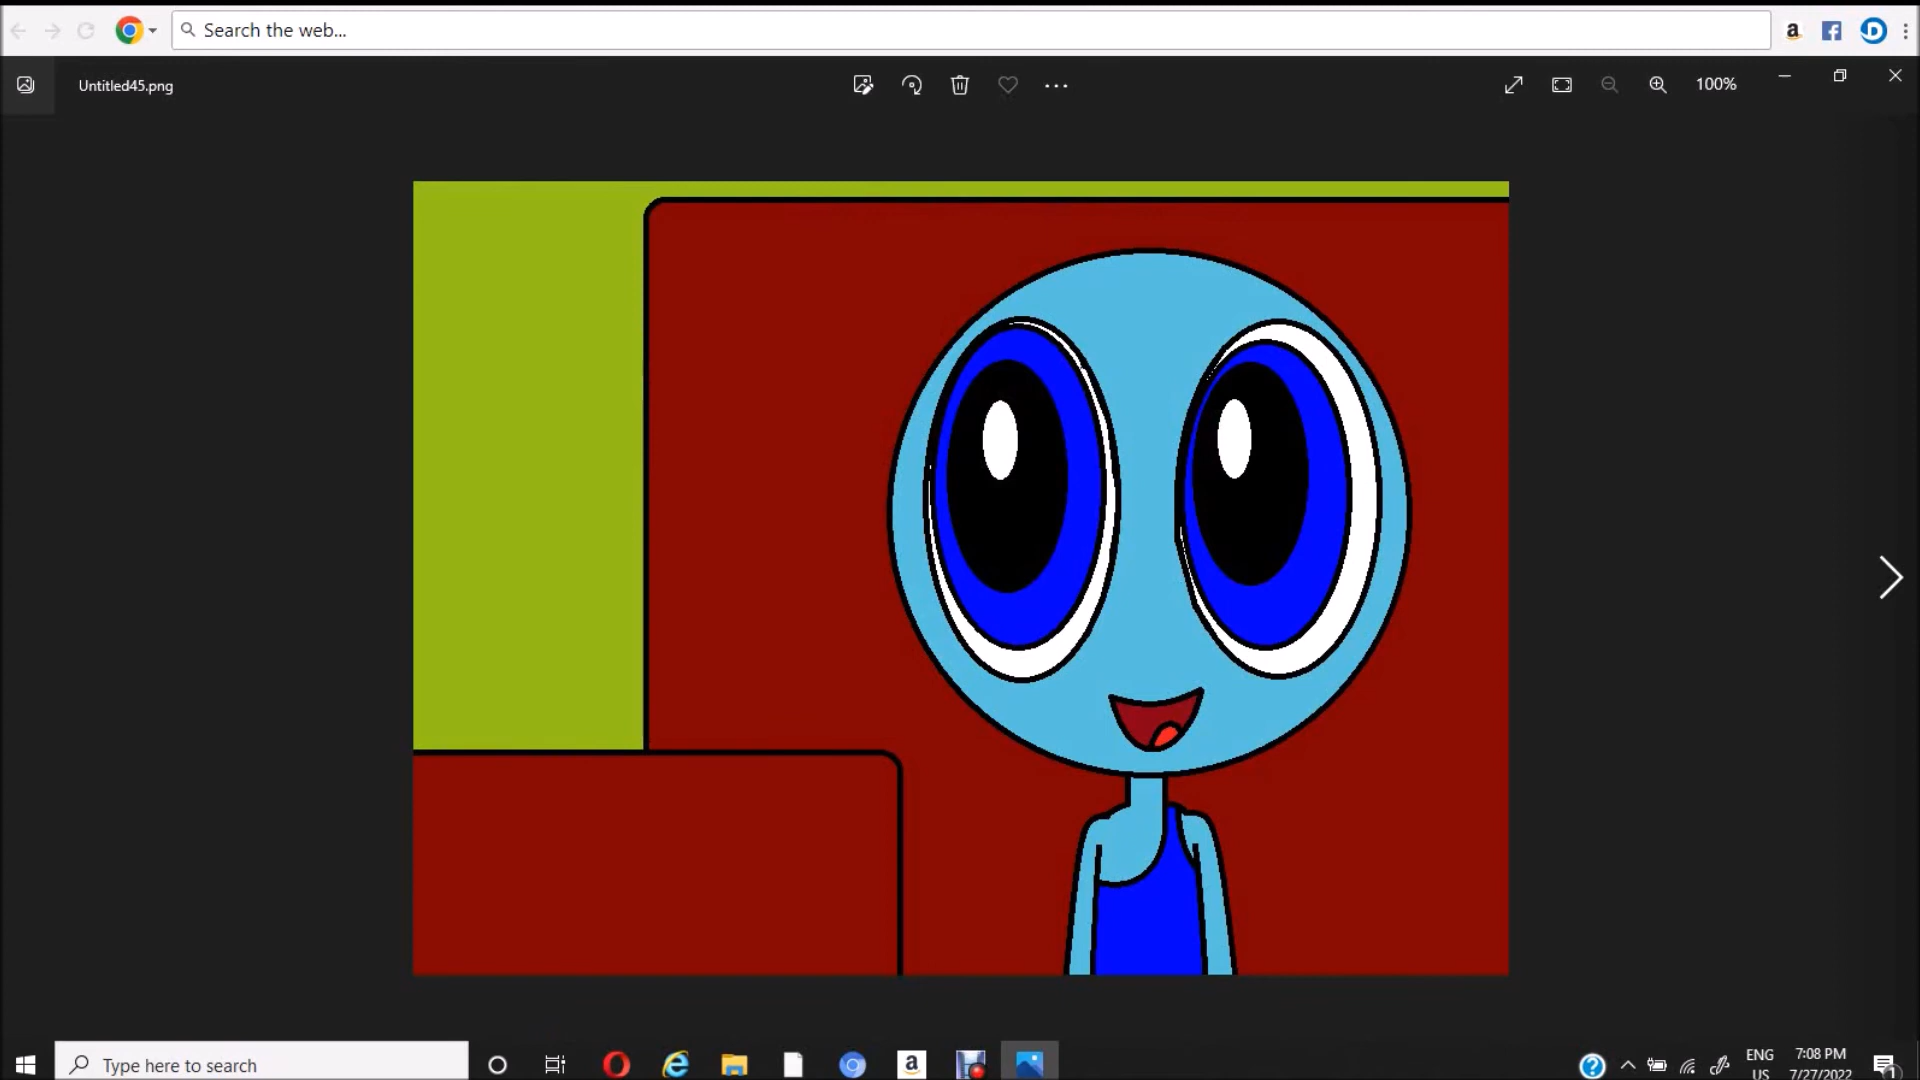 Search the web...
Untitled45.png
100%
Type here to search
ENG
US
7:08 PM
7/27/2022